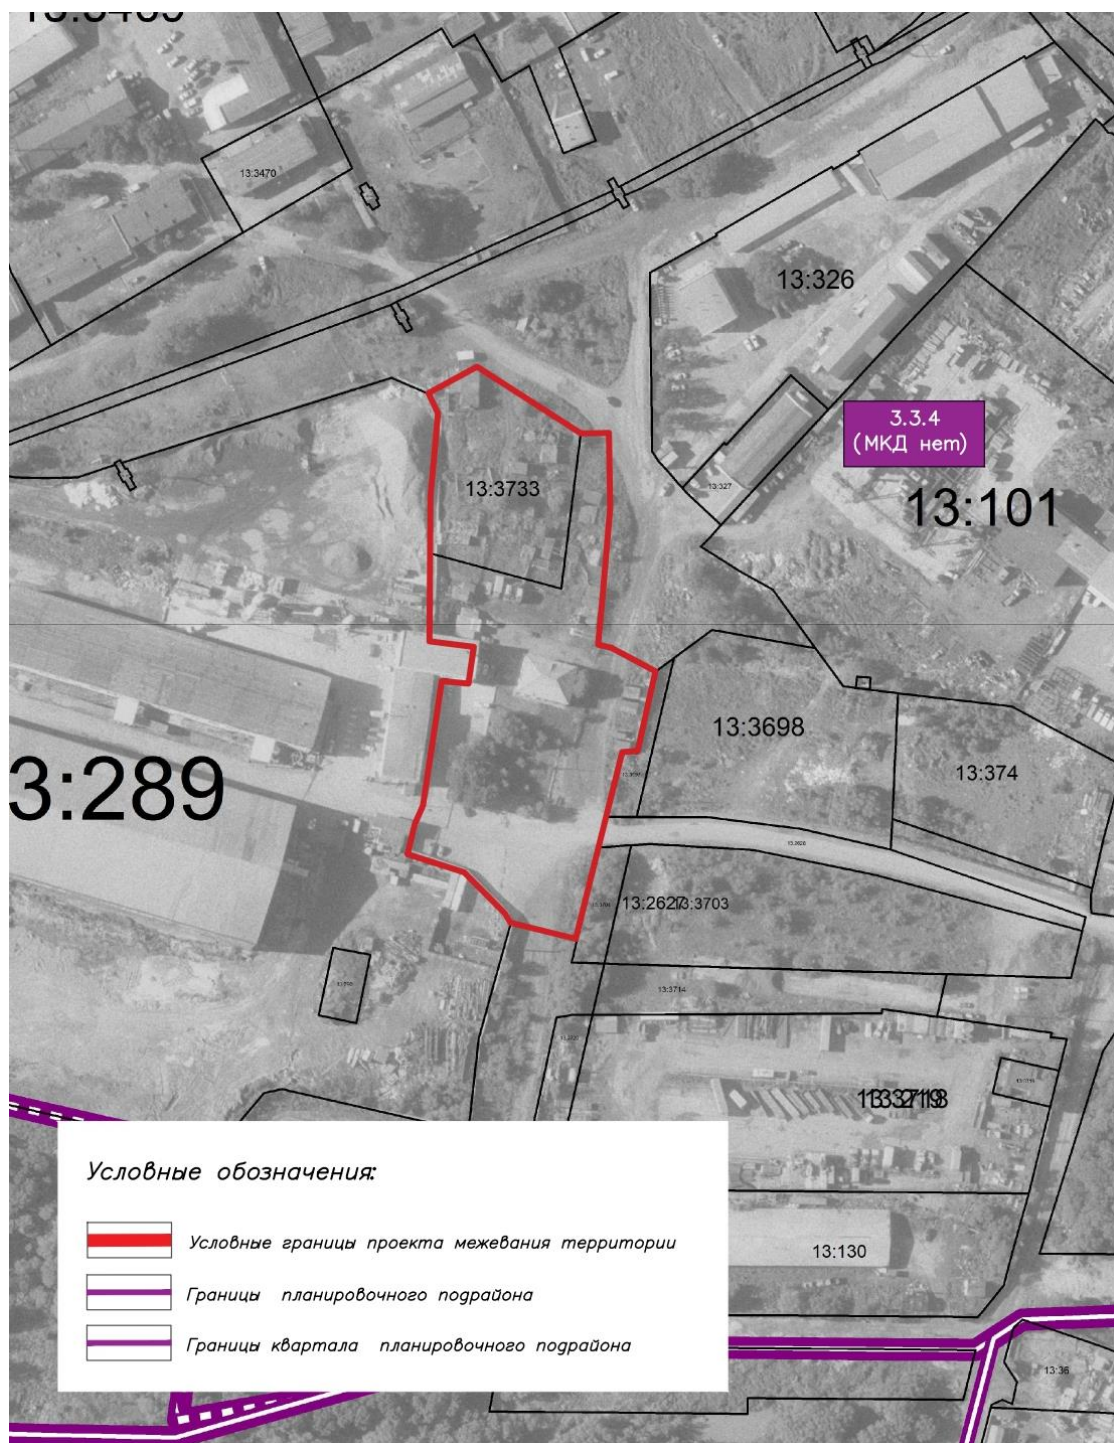 13:3470
13:326
3.3.4
(МКД нет)
13:3733
13:327
13:101
13:3698
13:374
3:289
13:2627
13:3703
13:3714
13:130
Условные обозначения:
Условные границы проекта межевания территории
Границы планировочного подрайона
Границы квартала планировочного подрайона
13:36